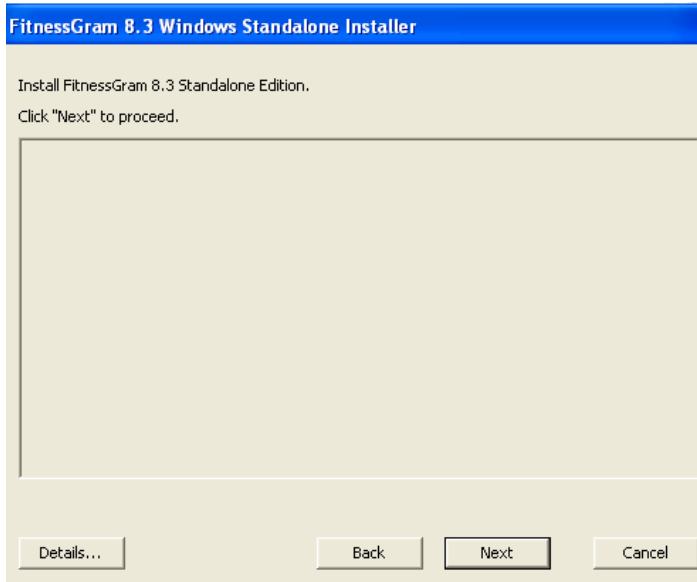 FitnessGram 8.3 Windows Standalone Installer
Install FitnessGram 8.3 Standalone Edition.
Click "Next" to proceed.
Details... Back Next Cancel